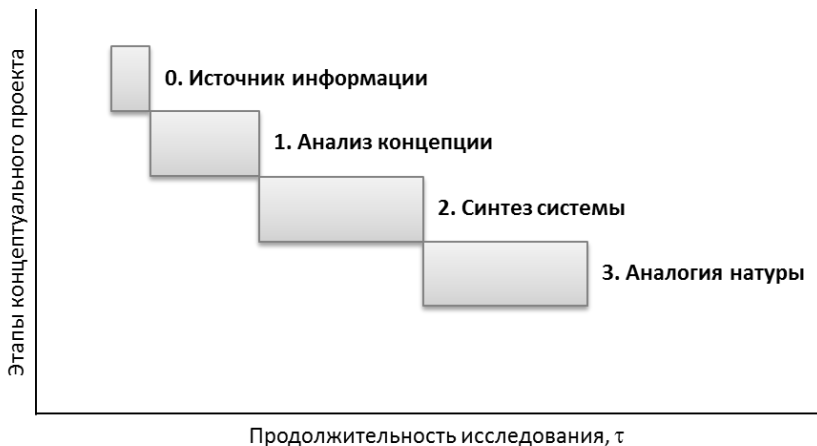 Этапы концептуального проекта
0. Источник информации
1. Анализ концепции
2. Синтез системы
3. Аналогия натуры
Продолжительность исследования, τ